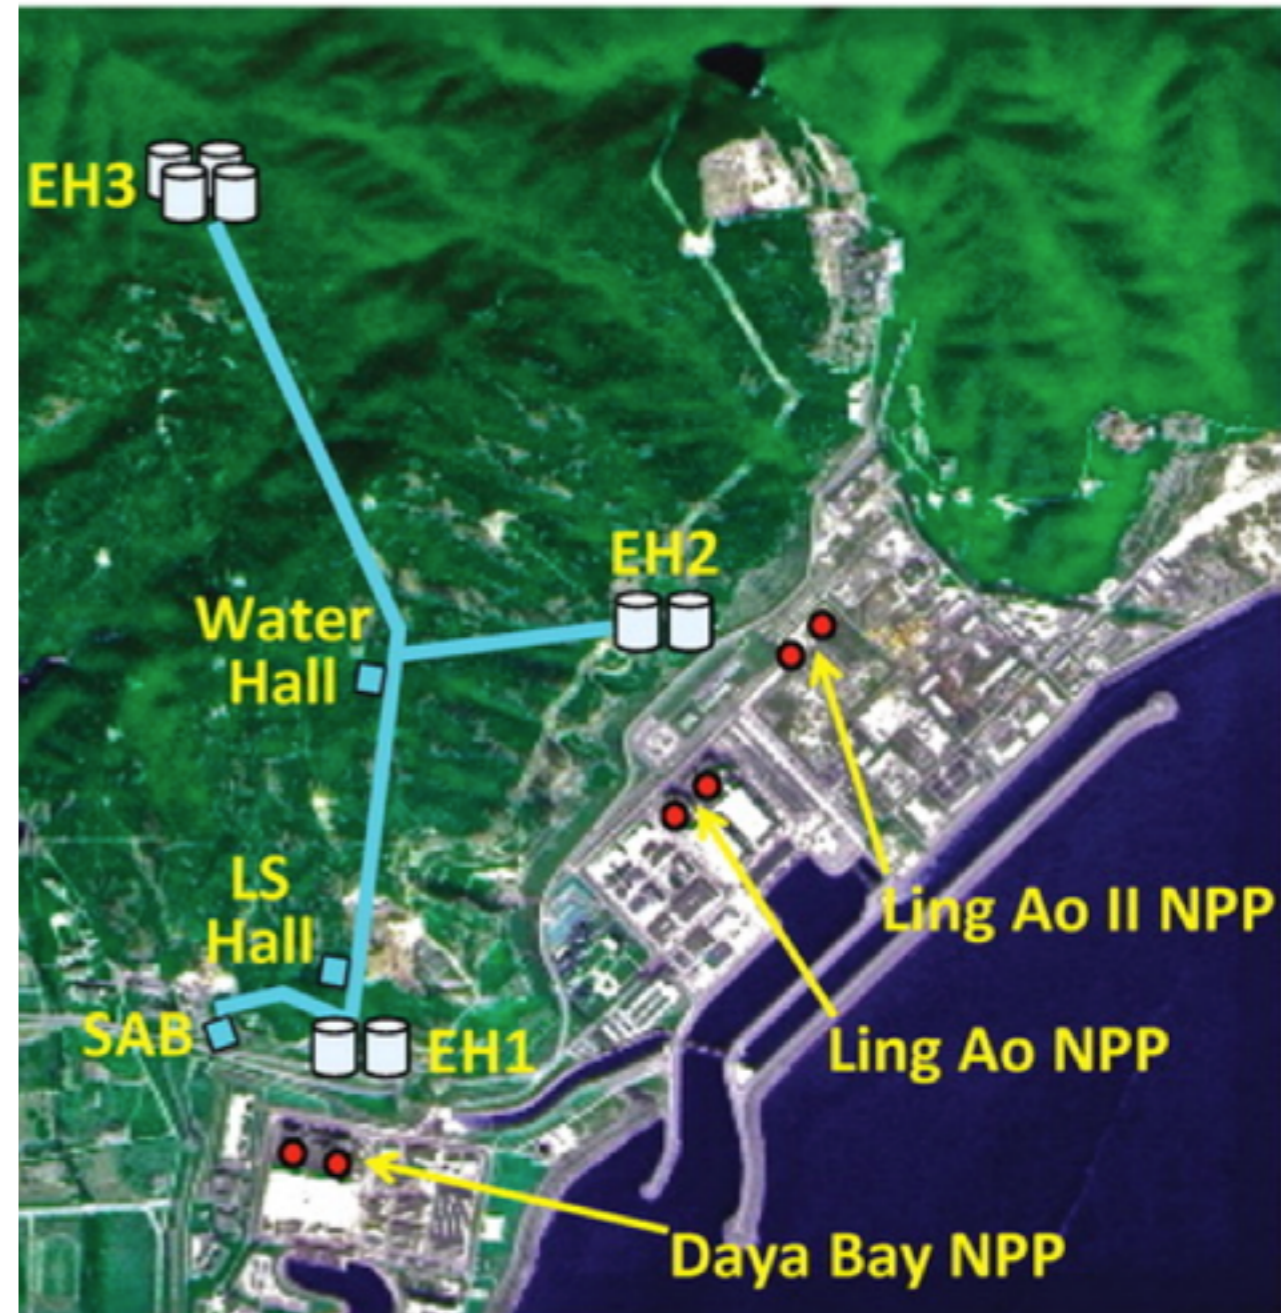 EH3
EH2
Water
Hall
LS
Hall
Ling Ao II NPP
SAB
EH1
Ling Ao NPP
Daya Bay NPP